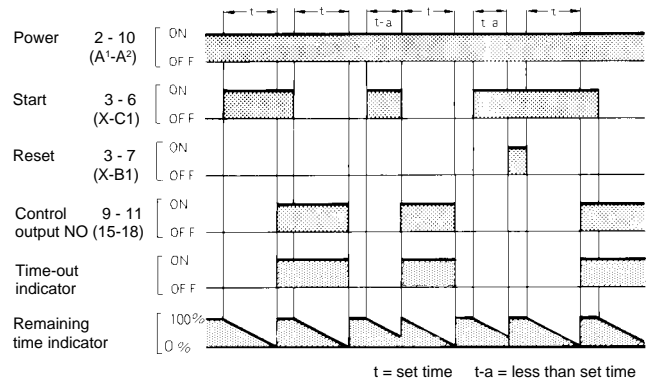 t t t-a t t-a t
Power 2 - 10 ON
(A¹-A²) OFF
Start 3 - 6 ON
(X-C1) OFF
Reset 3 - 7 ON
(X-B1) OFF
Control 9 - 11 ON
output NO (15-18) OFF
Time-out ON
indicator OFF
Remaining 100%
time indicator 0 %
t = set time t-a = less than set time